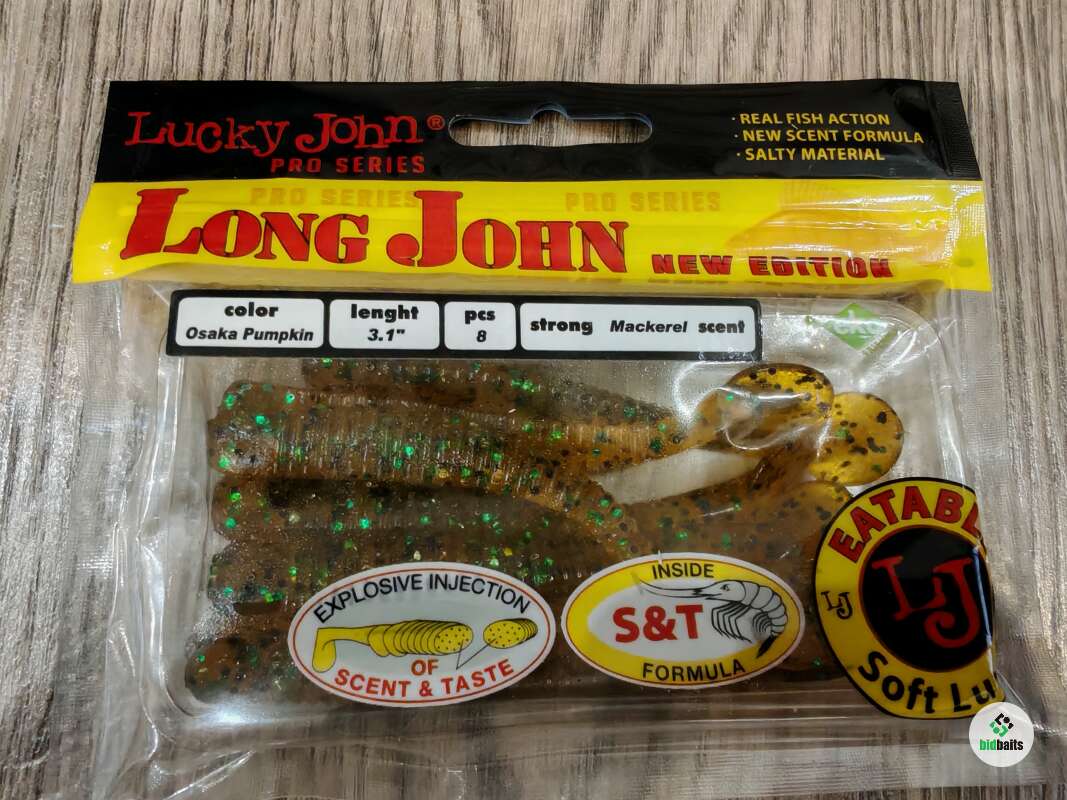 Lucky John®
PRO SERIES
· REAL FISH ACTION
· NEW SCENT FORMULA
· SALTY MATERIAL
PRO SERIES PRO SERIES
LONG JOHN NEW EDITION
color
Osaka Pumpkin
lenght
3.1"
pcs
8
strong Mackerel scent
EXPLOSIVE INJECTION
OF
SCENT & TASTE
INSIDE
S&T
FORMULA
EATABL
LJ
LJ
Soft Lu
bidbaits